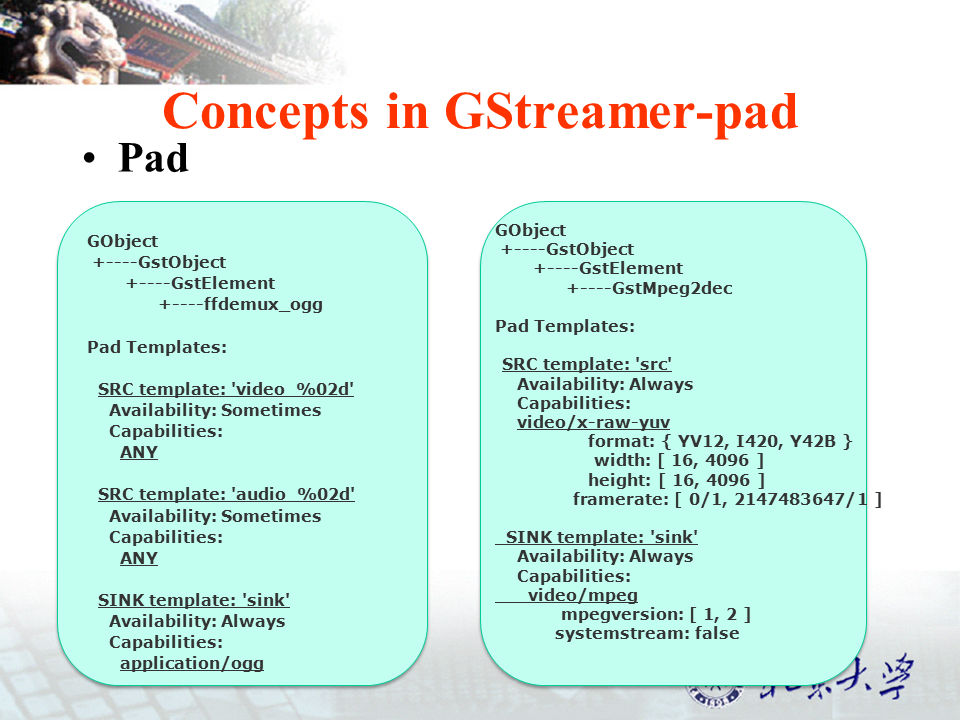 Concepts in GStreamer-pad
• Pad
GObject
+----GstObject
+----GstElement
+----ffdemux_ogg
Pad Templates:
SRC template: 'video_%02d'
Availability: Sometimes
Capabilities:
ANY
SRC template: 'audio_%02d'
Availability: Sometimes
Capabilities:
ANY
SINK template: 'sink'
Availability: Always
Capabilities:
application/ogg
GObject
+----GstObject
+----GstElement
+----GstMpeg2dec
Pad Templates:
SRC template: 'src'
Availability: Always
Capabilities:
video/x-raw-yuv
format: { YV12, I420, Y42B }
width: [ 16, 4096 ]
height: [ 16, 4096 ]
framerate: [ 0/1, 2147483647/1 ]
SINK template: 'sink'
Availability: Always
Capabilities:
video/mpeg
mpegversion: [ 1, 2 ]
systemstream: false
大学